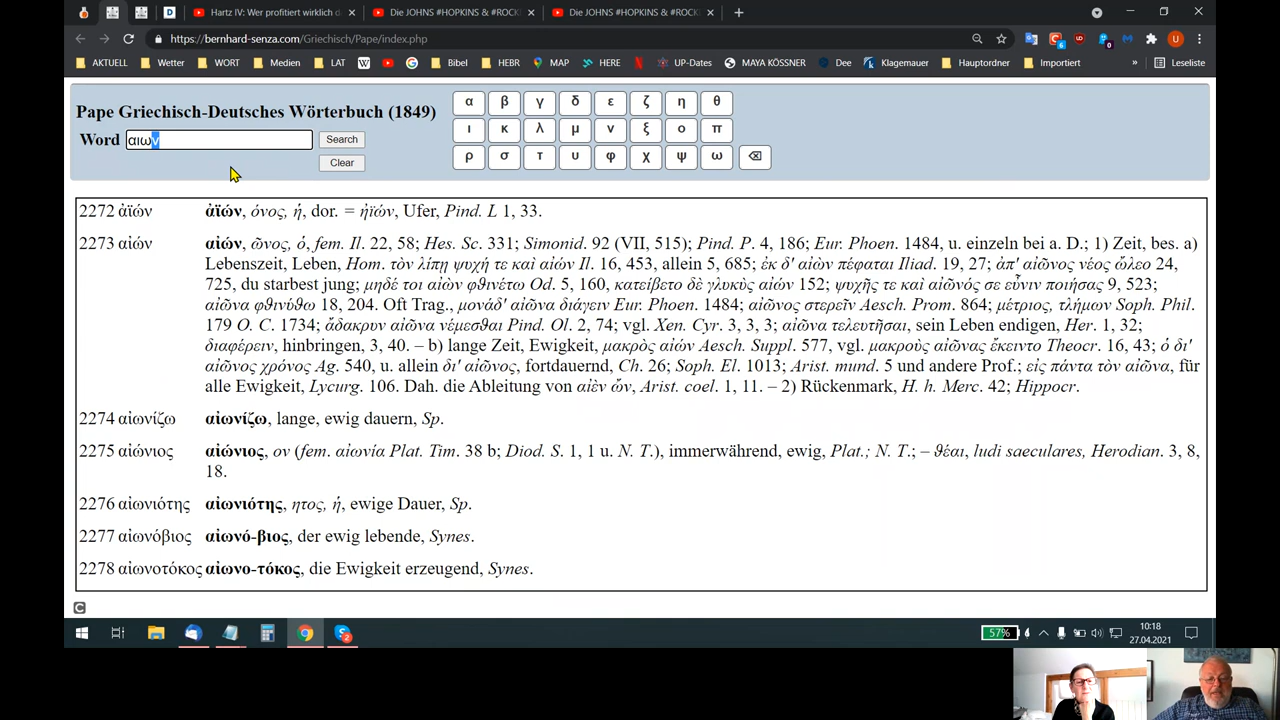 Hartz IV: Wer profitiert wirklich d
Die JOHNS #HOPKINS & #ROCK
Die JOHNS #HOPKINS & #ROCK
https://bernhard-senza.com/Griechisch/Pape/index.php
AKTUELL Wetter WORT Medien LAT Bibel HEBR MAP HERE UP-Dates MAYA KÖSSNER Dee Klagemauer Hauptordner Importiert » Leseliste
Pape Griechisch-Deutsches Wörterbuch (1849)
Word αιων Search
Clear
α β γ δ ε ζ η θ
ι κ λ μ ν ξ ο π
ρ σ τ υ φ χ ψ ω
2272 ἀϊών ἀϊών, όνος, ἡ, dor. = ἠϊών, Ufer, Pind. L 1, 33.
2273 αἰών αἰών, ῶνος, ὁ, fem. Il. 22, 58; Hes. Sc. 331; Simonid. 92 (VII, 515); Pind. P. 4, 186; Eur. Phoen. 1484, u. einzeln bei a. D.; 1) Zeit, bes. a)
Lebenszeit, Leben, Hom. τὸν λίπῃ ψυχή τε καὶ αἰών Il. 16, 453, allein 5, 685; ἐκ δ' αἰὼν πέφαται Iliad. 19, 27; ἀπ' αἰῶνος νέος ὤλεο 24,
725, du starbest jung; μηδέ τοι αἰὼν φθινέτω Od. 5, 160, κατείβετο δὲ γλυκὺς αἰών 152; ψυχῆς τε καὶ αἰῶνός σε εὖνιν ποιήσας 9, 523;
αἰῶνα φθινύθω 18, 204. Oft Trag., μονάδ' αἰῶνα διάγειν Eur. Phoen. 1484; αἰῶνος στερεῖν Aesch. Prom. 864; μέτριος, τλήμων Soph. Phil.
179 O. C. 1734; ἄδακρυν αἰῶνα νέμεσθαι Pind. Ol. 2, 74; vgl. Xen. Cyr. 3, 3, 3; αἰῶνα τελευτῆσαι, sein Leben endigen, Her. 1, 32;
διαφέρειν, hinbringen, 3, 40. – b) lange Zeit, Ewigkeit, μακρὸς αἰών Aesch. Suppl. 577, vgl. μακροὺς αἰῶνας ἔκειντο Theocr. 16, 43; ὁ δι'
αἰῶνος χρόνος Ag. 540, u. allein δι' αἰῶνος, fortdauernd, Ch. 26; Soph. El. 1013; Arist. mund. 5 und andere Prof.; εἰς πάντα τὸν αἰῶνα, für
alle Ewigkeit, Lycurg. 106. Dah. die Ableitung von αἰὲν ὄν, Arist. coel. 1, 11. – 2) Rückenmark, H. h. Merc. 42; Hippocr.
2274 αἰωνίζω αἰωνίζω, lange, ewig dauern, Sp.
2275 αἰώνιος αἰώνιος, ον (fem. αἰωνία Plat. Tim. 38 b; Diod. S. 1, 1 u. N. T.), immerwährend, ewig, Plat.; N. T.; – θέαι, ludi saeculares, Herodian. 3, 8,
18.
2276 αἰωνιότης αἰωνιότης, ητος, ἡ, ewige Dauer, Sp.
2277 αἰωνόβιος αἰωνό-βιος, der ewig lebende, Synes.
2278 αἰωνοτόκος αἰωνο-τόκος, die Ewigkeit erzeugend, Synes.
57%
10:18
27.04.2021